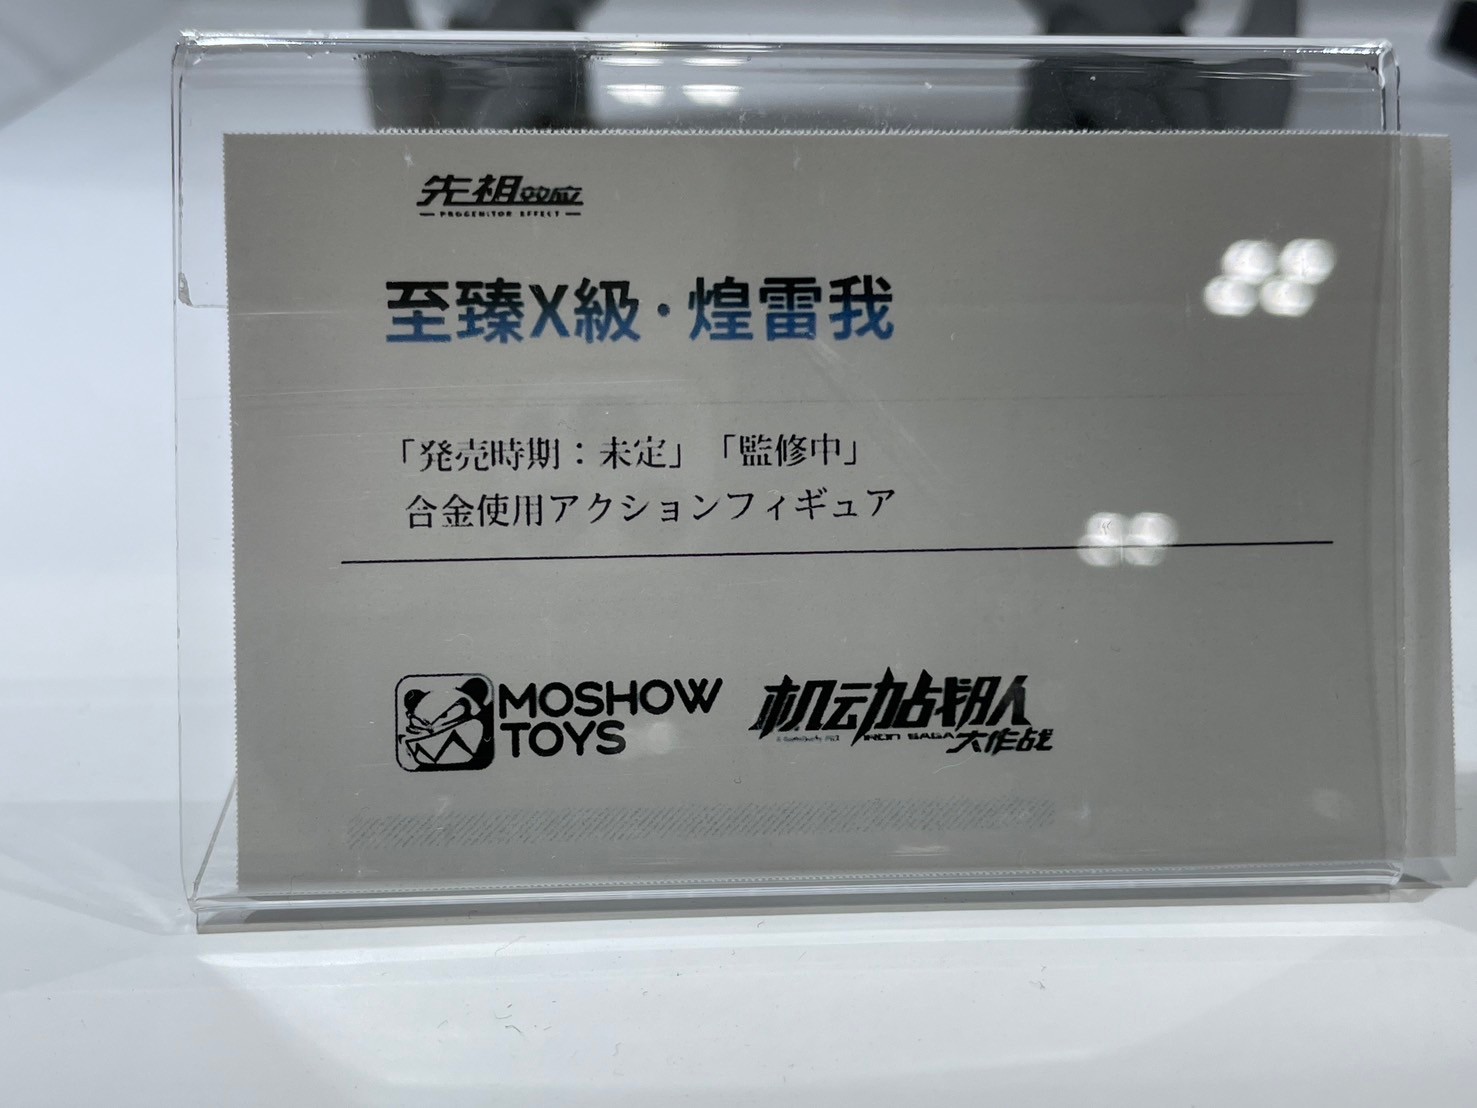 先祖效应
PROGENITOR EFFECT
至臻X級・煌雷我
「発売時期：未定」「監修中」
合金使用アクションフィギュア
MOSHOW
TOYS
机动战队
IRON SAGA
大作战